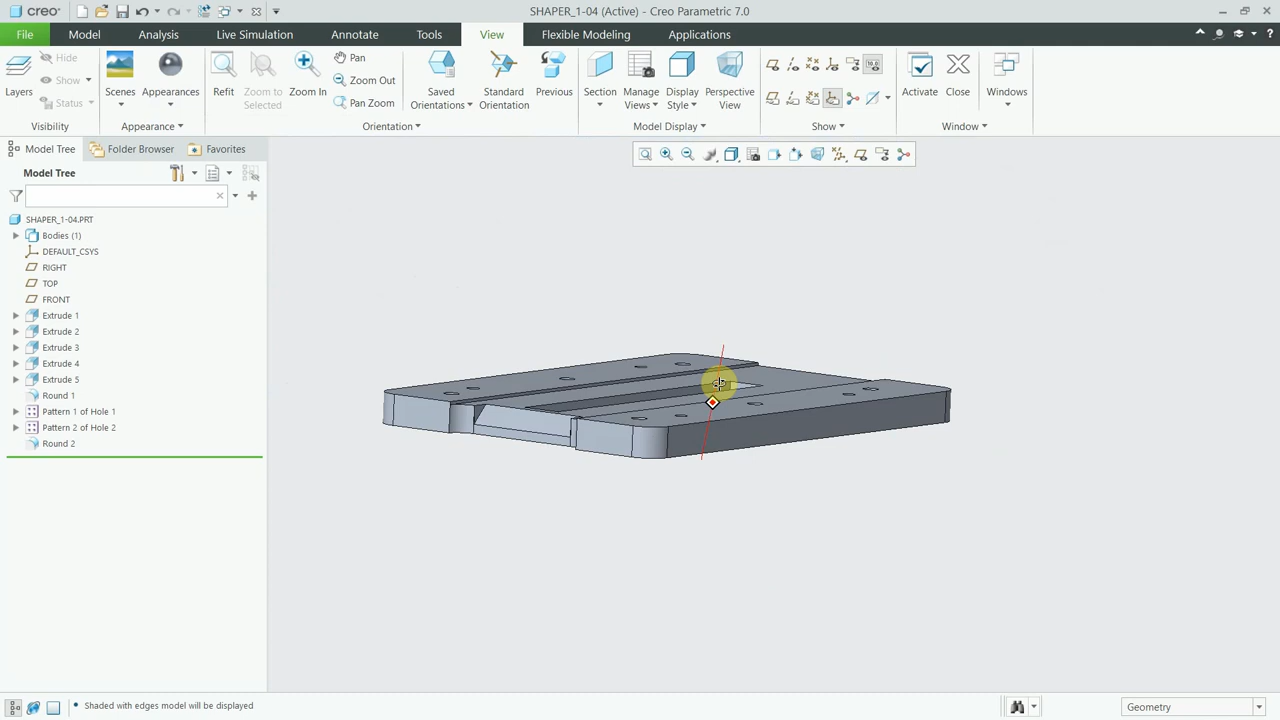 creo
SHAPER_1-04 (Active) - Creo Parametric 7.0
File Model Analysis Live Simulation Annotate Tools View Flexible Modeling Applications
Layers
Hide
Show
Status
Visibility
Scenes
Appearances
Appearance
Refit
Zoom to Selected
Zoom In
Pan
Zoom Out
Pan Zoom
Saved Orientations
Standard Orientation
Previous
Orientation
Section
Manage Views
Display Style
Perspective View
Model Display
Show
Activate
Close
Windows
Window
Model Tree Folder Browser Favorites
Model Tree
SHAPER_1-04.PRT
Bodies (1)
DEFAULT_CSYS
RIGHT
TOP
FRONT
Extrude 1
Extrude 2
Extrude 3
Extrude 4
Extrude 5
Round 1
Pattern 1 of Hole 1
Pattern 2 of Hole 2
Round 2
Shaded with edges model will be displayed
Geometry